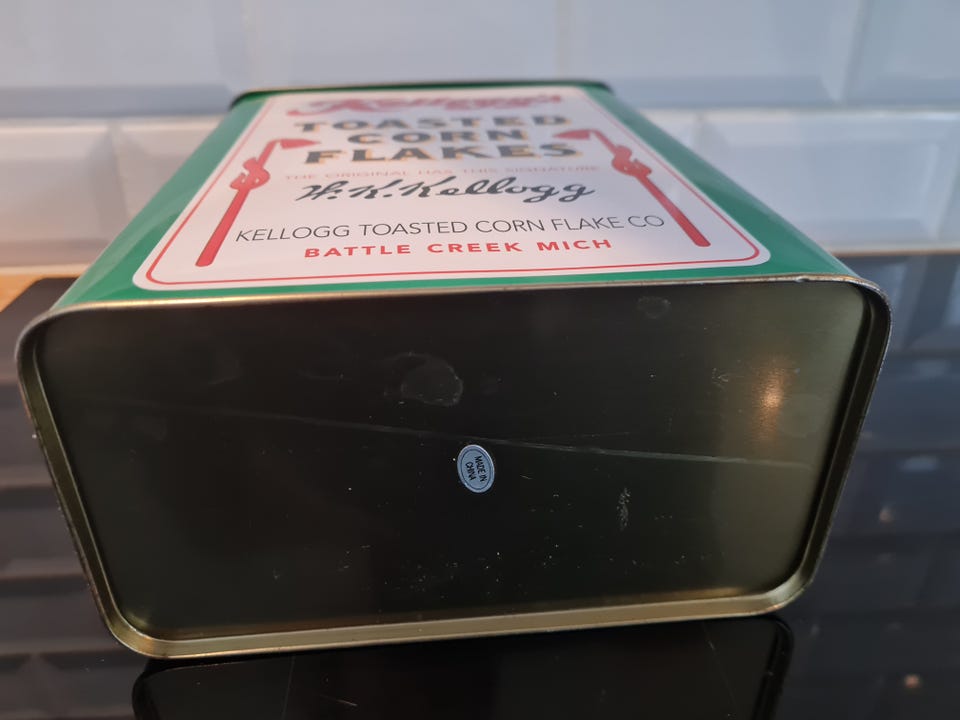 Kellogg's
TOASTED
CORN
FLAKES
THE ORIGINAL HAS THIS SIGNATURE
W.K.Kellogg
KELLOGG TOASTED CORN FLAKE CO
BATTLE CREEK MICH
MADE IN
CHINA